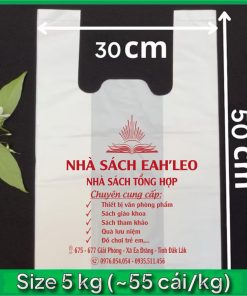 30 cm
50 cm
NHÀ SÁCH EAH'LEO
NHÀ SÁCH TỔNG HỢP
Chuyên cung cấp:
Thiết bị văn phòng phẩm
Sách giáo khoa
Sách tham khảo
Quà lưu niệm
Đồ chơi trẻ em,...
675 - 677 Giải Phóng - Xã Ea Đrăng - Tỉnh Đắk Lắk
0976.054.054 - 0935.511.456
Size 5 kg (~55 cái/kg)